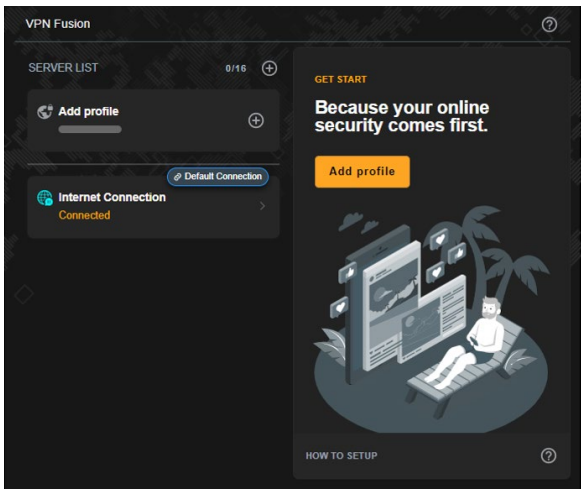 VPN Fusion
SERVER LIST 0/16
Add profile
Default Connection
Internet Connection
Connected
GET START
Because your online
security comes first.
Add profile
HOW TO SETUP